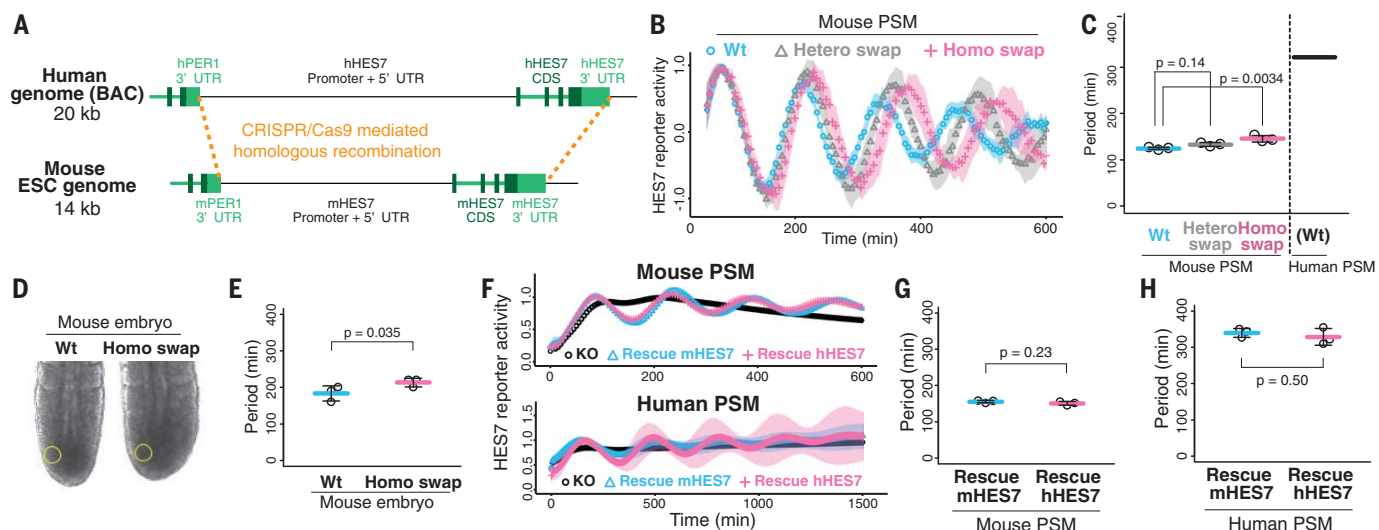 A
Human
genome (BAC)
20 kb
hPER1
3' UTR
hHES7
Promoter + 5' UTR
hHES7
CDS
hHES7
3' UTR
CRISPR/Cas9 mediated
homologous recombination
Mouse
ESC genome
14 kb
mPER1
3' UTR
mHES7
Promoter + 5' UTR
mHES7
CDS
mHES7
3' UTR
B
Mouse PSM
Wt Hetero swap Homo swap
HES7 reporter activity
1.0
0.0
-1.0
0 200 400 600
Time (min)
C
Period (min)
400
300
200
100
0
p = 0.14
p = 0.0034
Wt
Hetero
swap
Homo
swap
(Wt)
Mouse PSM
Human PSM
D
Mouse embryo
Wt Homo swap
E
Period (min)
400
300
200
100
0
p = 0.035
Wt Homo swap
Mouse embryo
F
HES7 reporter activity
Mouse PSM
1.0
0.5
0.0
KO Rescue mHES7 Rescue hHES7
0 200 400 600
Human PSM
1.5
1.0
0.5
0.0
KO Rescue mHES7 Rescue hHES7
0 500 1000 1500
Time (min)
G
Period (min)
400
300
200
100
0
p = 0.23
Rescue
mHES7
Rescue
hHES7
Mouse PSM
H
Period (min)
400
300
200
100
0
p = 0.50
Rescue
mHES7
Rescue
hHES7
Human PSM